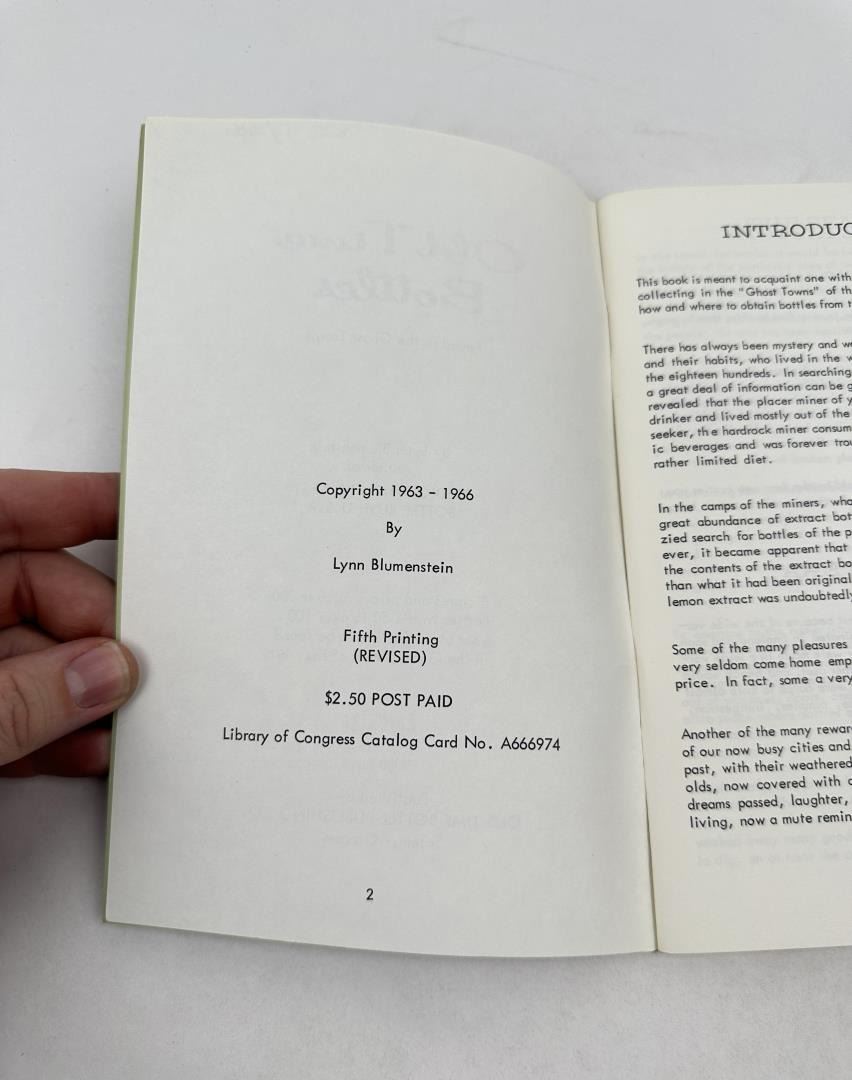 Copyright 1963 - 1966
By
Lynn Blumenstein
Fifth Printing
(REVISED)
$2.50 POST PAID
Library of Congress Catalog Card No. A666974
2
INTRODUC
This book is meant to acquaint one with
collecting in the "Ghost Towns" of th
how and where to obtain bottles from t
There has always been mystery and w
and their habits, who lived in the w
the eighteen hundreds. In searching
a great deal of information can be g
revealed that the placer miner of y
drinker and lived mostly out of the
seeker, the hardrock miner consum
ic beverages and was forever trou
rather limited diet.
In the camps of the miners, who
great abundance of extract bot
zied search for bottles of the p
ever, it became apparent that
the contents of the extract bo
than what it had been original
lemon extract was undoubtedly
Some of the many pleasures
very seldom come home emp
price. In fact, some a very
Another of the many rewar
of our now busy cities and
past, with their weathered
olds, now covered with
dreams passed, laughter,
living, now a mute remin